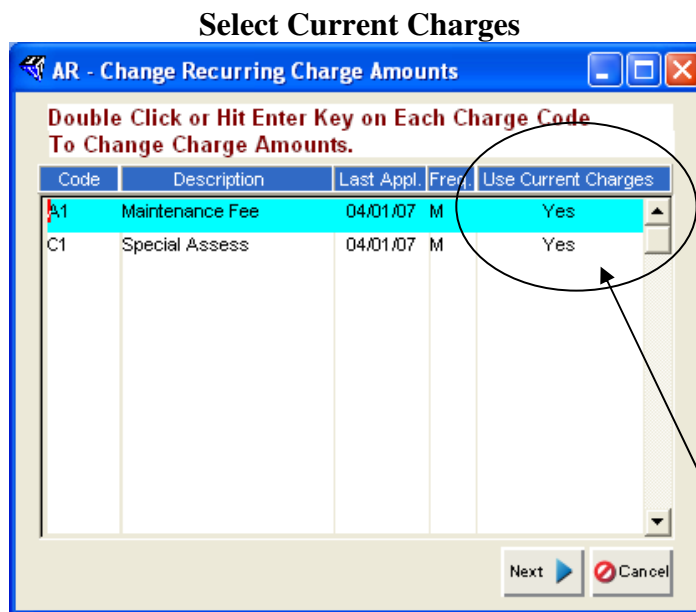 Select Current Charges
AR - Change Recurring Charge Amounts
Double Click or Hit Enter Key on Each Charge Code
To Change Charge Amounts.
Code Description Last Appl. Freq. Use Current Charges
A1 Maintenance Fee 04/01/07 M Yes
C1 Special Assess 04/01/07 M Yes
Next Cancel